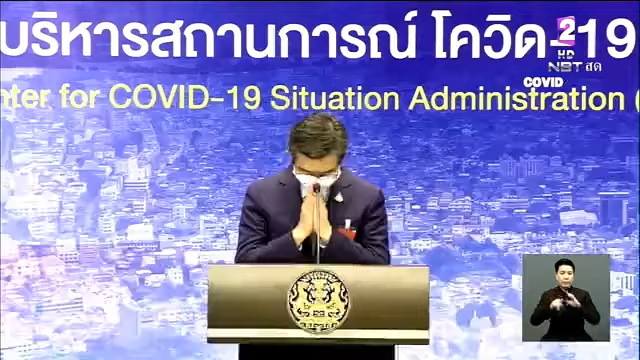 บริหารสถานการณ์ โควิด-19
nter for COVID-19 Situation Administration (
2
HD
NBT สด
COVID